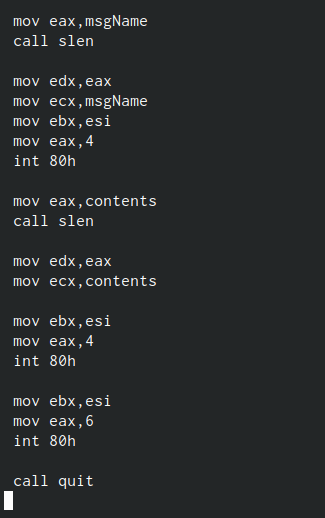 mov eax,msgName
call slen
mov edx,eax
mov ecx,msgName
mov ebx,esi
mov eax,4
int 80h
mov eax,contents
call slen
mov edx,eax
mov ecx,contents
mov ebx,esi
mov eax,4
int 80h
mov ebx,esi
mov eax,6
int 80h
call quit